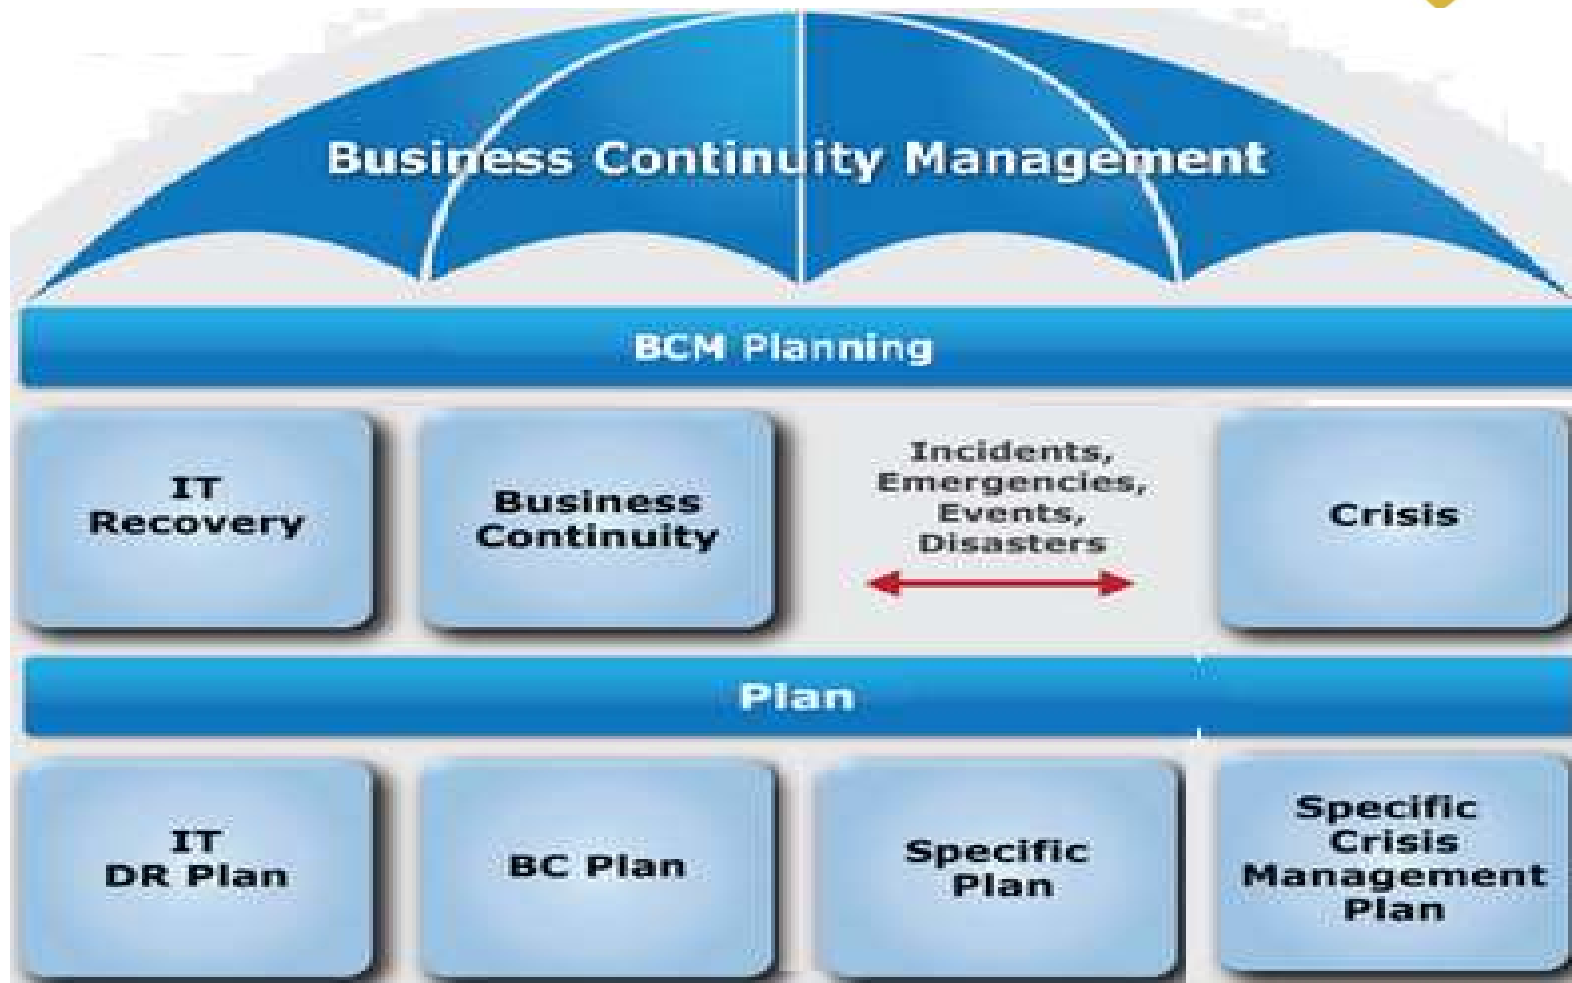 Business Continuity Management
BCM Planning
IT
Recovery
Business
Continuity
Incidents,
Emergencies,
Events,
Disasters
Crisis
Plan
IT
DR Plan
BC Plan
Specific
Plan
Specific
Crisis
Management
Plan